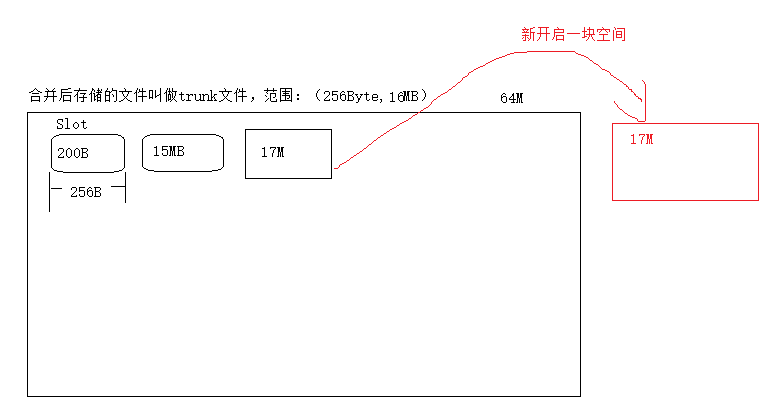 新开启一块空间
合并后存储的文件叫做trunk文件，范围：（256Byte,16MB）
64M
Slot
200B
15MB
17M
17M
256B